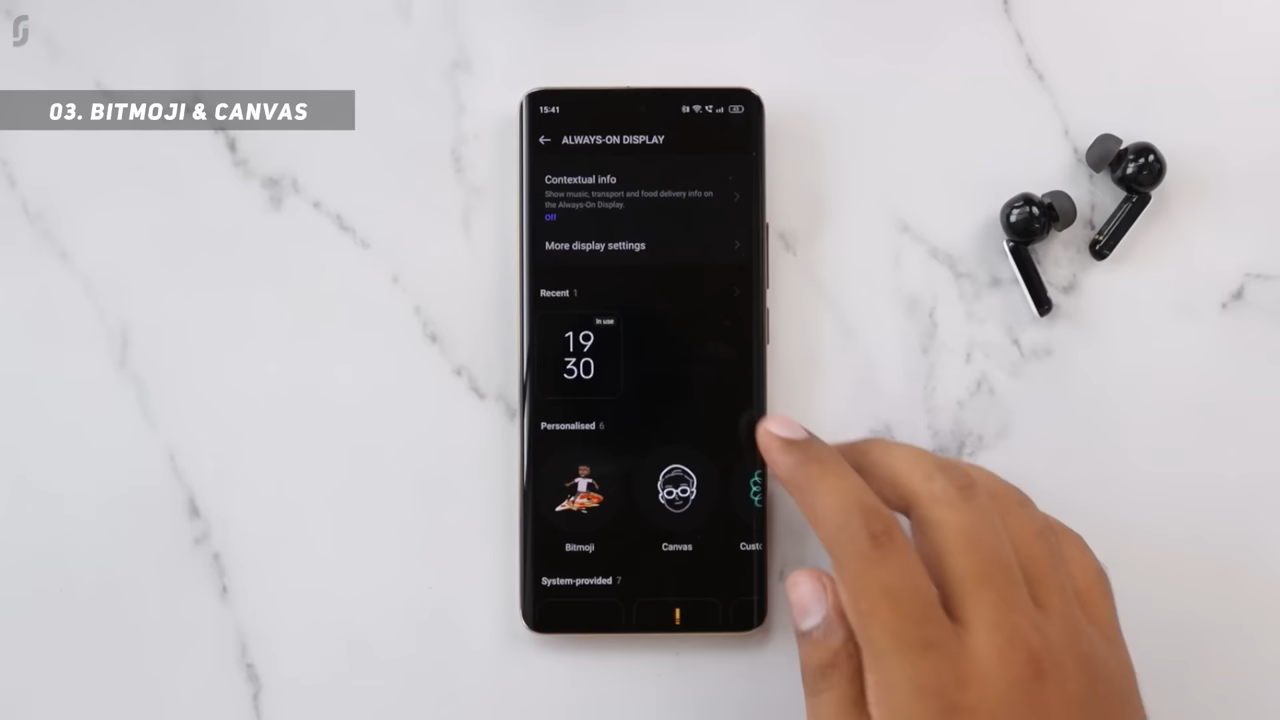 03. BITMOJI & CANVAS
15:41
ALWAYS-ON DISPLAY
Contextual info
Show music, transport and food delivery info on
the Always-On Display.
Off
More display settings
Recent 1
In use
19
30
Personalised 6
Bitmoji
Canvas
Custo
System-provided 7